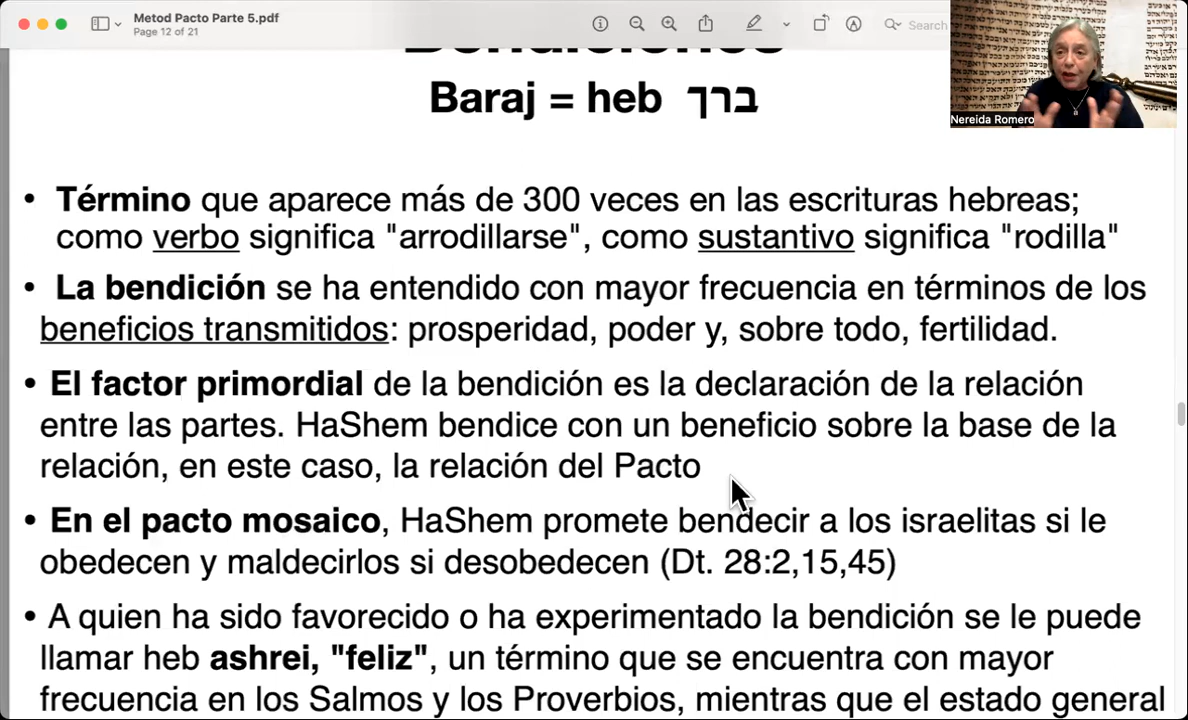 Metod Pacto Parte 5.pdf
Page 12 of 21
Search
Nereida Romero
Bendiciones
Baraj = heb ברך
• Término que aparece más de 300 veces en las escrituras hebreas;
como verbo significa "arrodillarse", como sustantivo significa "rodilla"
• La bendición se ha entendido con mayor frecuencia en términos de los
beneficios transmitidos: prosperidad, poder y, sobre todo, fertilidad.
• El factor primordial de la bendición es la declaración de la relación
entre las partes. HaShem bendice con un beneficio sobre la base de la
relación, en este caso, la relación del Pacto
• En el pacto mosaico, HaShem promete bendecir a los israelitas si le
obedecen y maldecirlos si desobedecen (Dt. 28:2,15,45)
• A quien ha sido favorecido o ha experimentado la bendición se le puede
llamar heb ashrei, "feliz", un término que se encuentra con mayor
frecuencia en los Salmos y los Proverbios, mientras que el estado general